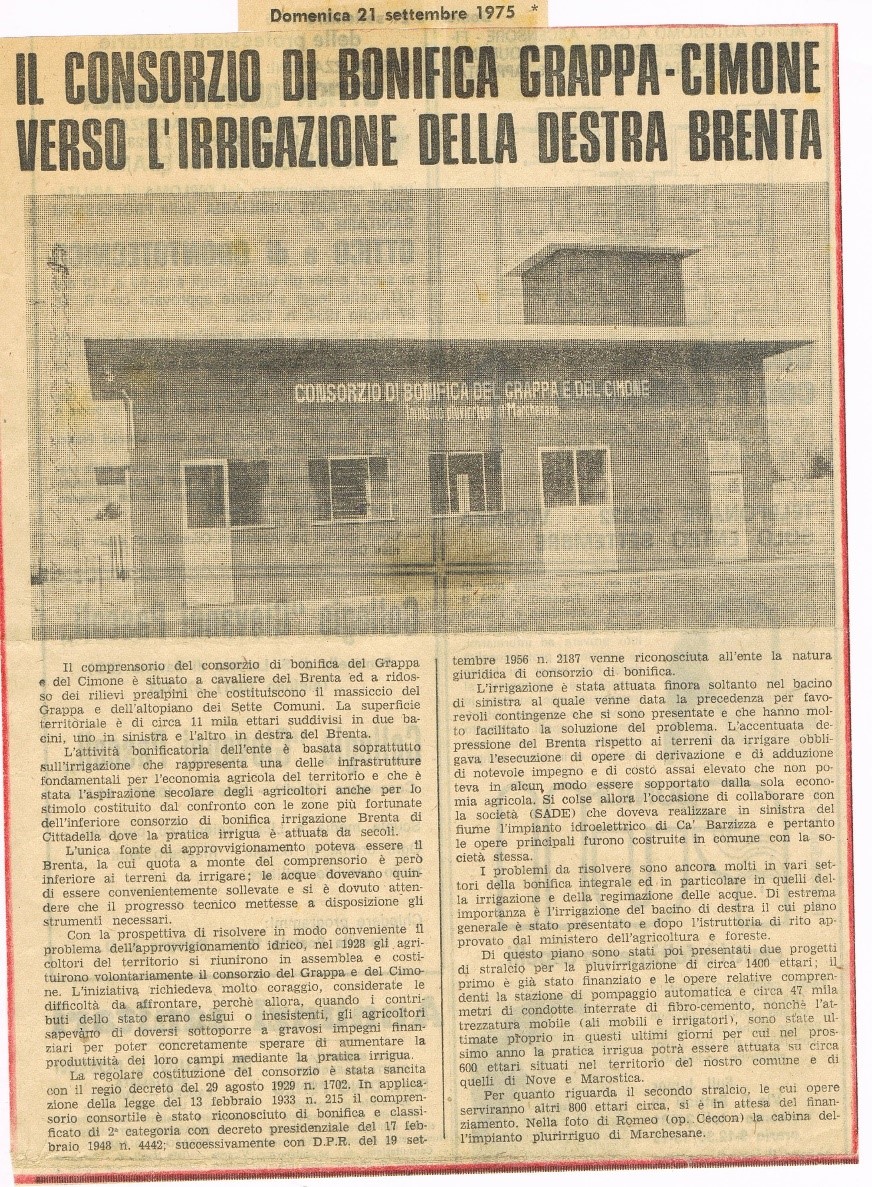 Domenica 21 settembre 1975 *
IL CONSORZIO DI BONIFICA GRAPPA-CIMONE
VERSO L'IRRIGAZIONE DELLA DESTRA BRENTA
CONSORZIO DI BONIFICA DEL GRAPPA E DEL CIMONE
Impianto pluvirriguo di Marchesane
Il comprensorio del consorzio di bonifica del Grappa
e del Cimone è situato a cavaliere del Brenta ed a ridos-
so dei rilievi prealpini che costituiscono il massiccio del
Grappa e dell'altopiano dei Sette Comuni. La superficie
territoriale è di circa 11 mila ettari suddivisi in due ba-
cini, uno in sinistra e l'altro in destra del Brenta.
L'attività bonificatoria dell'ente è basata soprattutto
sull'irrigazione che rappresenta una delle infrastrutture
fondamentali per l'economia agricola del territorio e che è
stata l'aspirazione secolare degli agricoltori anche per lo
stimolo costituito dal confronto con le zone più fortunate
dell'inferiore consorzio di bonifica irrigazione Brenta di
Cittadella dove la pratica irrigua è attuata da secoli.
L'unica fonte di approvvigionamento poteva essere il
Brenta, la cui quota a monte del comprensorio è però
inferiore ai terreni da irrigare; le acque dovevano quin-
di essere convenientemente sollevate e si è dovuto atten-
dere che il progresso tecnico mettesse a disposizione gli
strumenti necessari.
Con la prospettiva di risolvere in modo conveniente il
problema dell'approvvigionamento idrico, nel 1928 gli agri-
coltori del territorio si riunirono in assemblea e costi-
tuirono volontariamente il consorzio del Grappa e del Cimo-
ne. L'iniziativa richiedeva molto coraggio, considerate le
difficoltà da affrontare, perchè allora, quando i contri-
buti dello stato erano esigui o inesistenti, gli agricoltori
sapevano di doversi sottoporre a gravosi impegni finan-
ziari per poter concretamente sperare di aumentare la
produttività dei loro campi mediante la pratica irrigua.
La regolare costituzione del consorzio è stata sancita
con il regio decreto del 29 agosto 1929 n. 1702. In applica-
zione della legge del 13 febbraio 1933 n. 215 il compren-
sorio consortile è stato riconosciuto di bonifica e classi-
ficato di 2ª categoria con decreto presidenziale del 17 feb-
braio 1948 n. 4442; successivamente con D.P.R. del 19 set-
tembre 1956 n. 2187 venne riconosciuta all'ente la natura
giuridica di consorzio di bonifica.
L'irrigazione è stata attuata finora soltanto nel bacino
di sinistra al quale venne data la precedenza per favo-
revoli contingenze che si sono presentate e che hanno mol-
to facilitato la soluzione del problema. L'accentuata de-
pressione del Brenta rispetto ai terreni da irrigare obbli-
gava l'esecuzione di opere di derivazione e di adduzione
di notevole impegno e di costo assai elevato che non po-
teva in alcun modo essere sopportato dalla sola econo-
mia agricola. Si colse allora l'occasione di collaborare con
la società (SADE) che doveva realizzare in sinistra del
fiume l'impianto idroelettrico di Ca' Barzizza e pertanto
le opere principali furono costruite in comune con la so-
cietà stessa.
I problemi da risolvere sono ancora molti in vari set-
tori della bonifica integrale ed in particolare in quelli del-
la irrigazione e della regimazione delle acque. Di estrema
importanza è l'irrigazione del bacino di destra il cui piano
generale è stato presentato e dopo l'istruttoria di rito ap-
provato dal ministero dell'agricoltura e foreste.
Di questo piano sono stati poi presentati due progetti
di stralcio per la pluvirrigazione di circa 1400 ettari; il
primo è già stato finanziato e le opere relative compren-
denti la stazione di pompaggio automatica e circa 47 mila
metri di condotte interrate di fibro-cemento, nonchè l'at-
trezzatura mobile (ali mobili e irrigatori), sono state ul-
timate proprio in questi ultimi giorni per cui nel pros-
simo anno la pratica irrigua potrà essere attuata su circa
600 ettari situati nel territorio del nostro comune e di
quelli di Nove e Marostica.
Per quanto riguarda il secondo stralcio, le cui opere
serviranno altri 800 ettari circa, si è in attesa del finan-
ziamento. Nella foto di Romeo (op. Ceccon) la cabina del-
l'impianto plurirriguo di Marchesane.